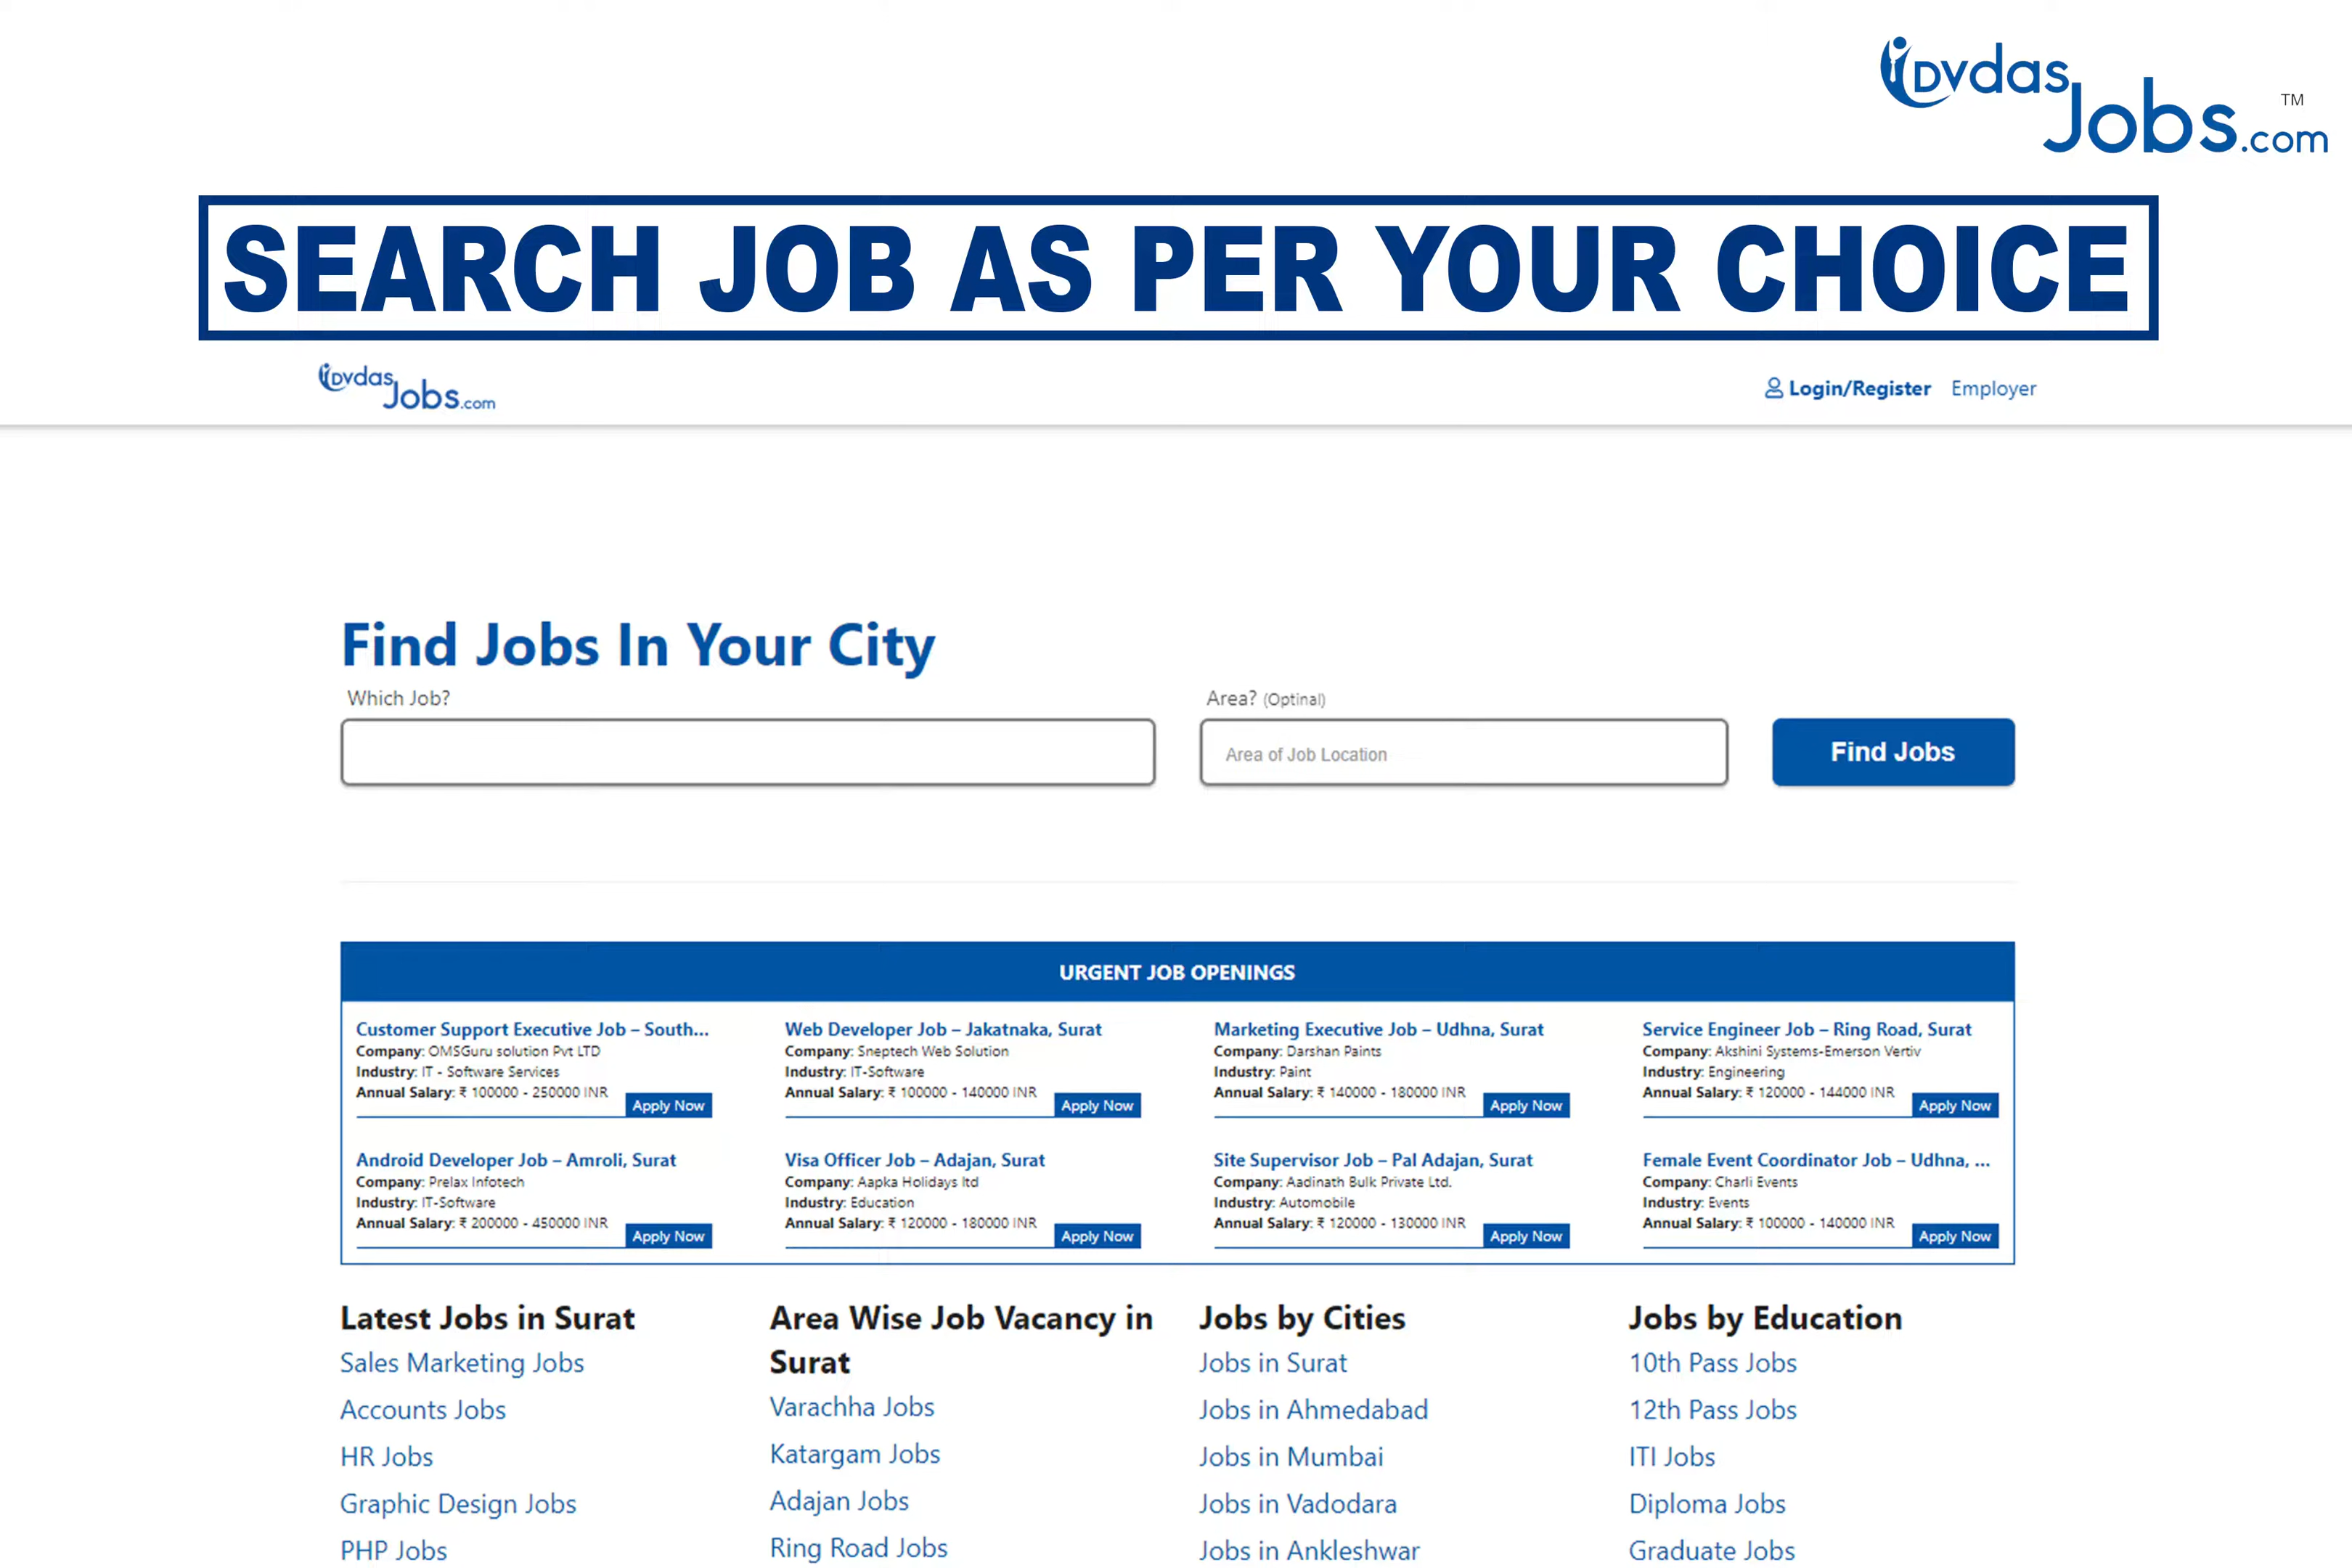 DVdas
Jobs.com
TM
SEARCH JOB AS PER YOUR CHOICE
DVdas
Jobs.com
Login/Register Employer
Find Jobs In Your City
Which Job?
Area? (Optinal)
Area of Job Location
Find Jobs
URGENT JOB OPENINGS
Customer Support Executive Job – South...
Company: OMSGuru solution Pvt LTD
Industry: IT - Software Services
Annual Salary: ₹ 100000 - 250000 INR
Apply Now
Web Developer Job – Jakatnaka, Surat
Company: Sneptech Web Solution
Industry: IT-Software
Annual Salary: ₹ 100000 - 140000 INR
Apply Now
Marketing Executive Job – Udhna, Surat
Company: Darshan Paints
Industry: Paint
Annual Salary: ₹ 140000 - 180000 INR
Apply Now
Service Engineer Job – Ring Road, Surat
Company: Akshini Systems-Emerson Vertiv
Industry: Engineering
Annual Salary: ₹ 120000 - 144000 INR
Apply Now
Android Developer Job – Amroli, Surat
Company: Prelax Infotech
Industry: IT-Software
Annual Salary: ₹ 200000 - 450000 INR
Apply Now
Visa Officer Job – Adajan, Surat
Company: Aapka Holidays ltd
Industry: Education
Annual Salary: ₹ 120000 - 180000 INR
Apply Now
Site Supervisor Job – Pal Adajan, Surat
Company: Aadinath Bulk Private Ltd.
Industry: Automobile
Annual Salary: ₹ 120000 - 130000 INR
Apply Now
Female Event Coordinator Job – Udhna, ...
Company: Charli Events
Industry: Events
Annual Salary: ₹ 100000 - 140000 INR
Apply Now
Latest Jobs in Surat
Sales Marketing Jobs
Accounts Jobs
HR Jobs
Graphic Design Jobs
PHP Jobs
Area Wise Job Vacancy in
Surat
Varachha Jobs
Katargam Jobs
Adajan Jobs
Ring Road Jobs
Jobs by Cities
Jobs in Surat
Jobs in Ahmedabad
Jobs in Mumbai
Jobs in Vadodara
Jobs in Ankleshwar
Jobs by Education
10th Pass Jobs
12th Pass Jobs
ITI Jobs
Diploma Jobs
Graduate Jobs